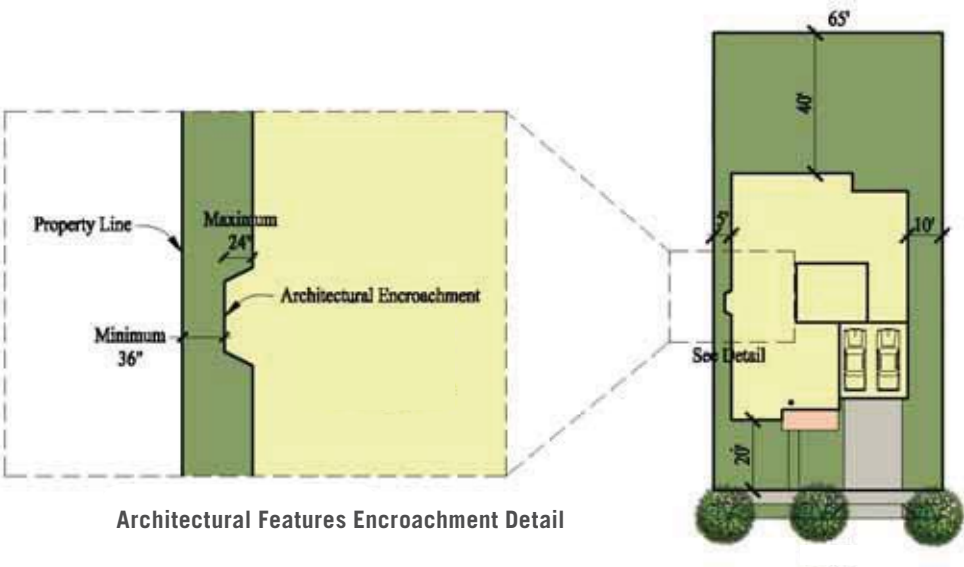 65'
40'
5'
10'
See Detail
20'
Property Line
Maximum
24"
Architectural Encroachment
Minimum
36"
Architectural Features Encroachment Detail